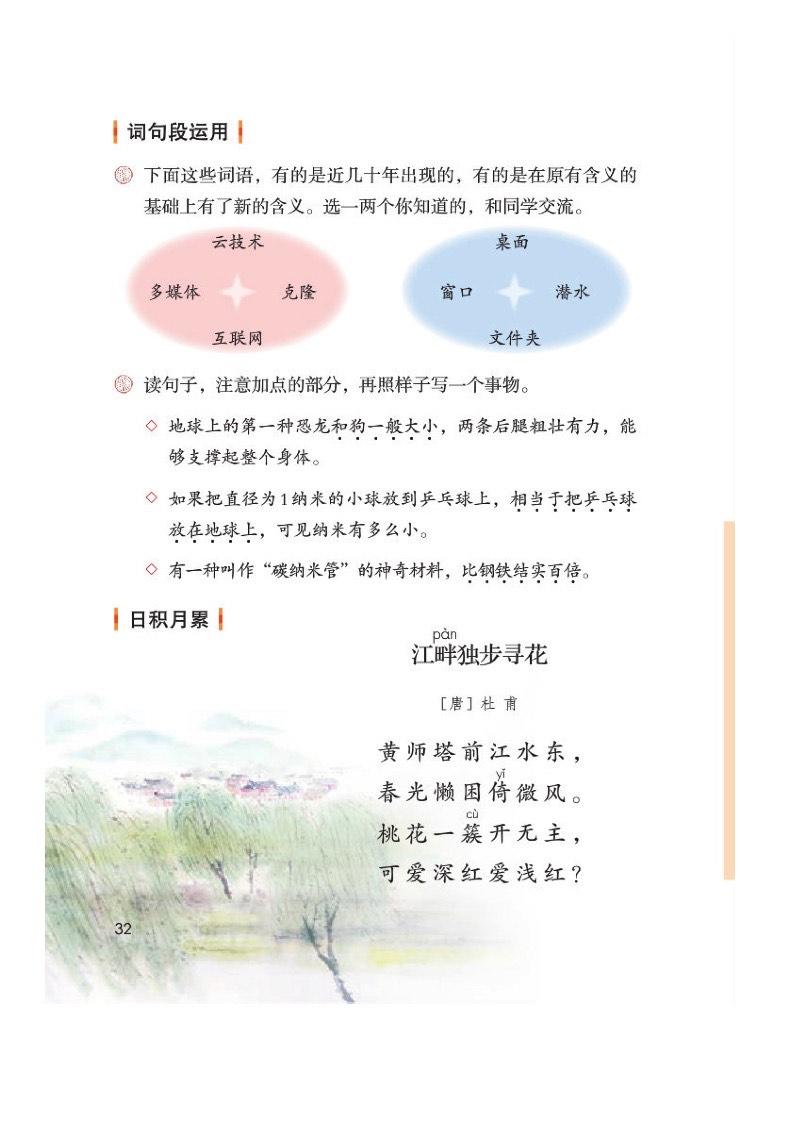 词句段运用
下面这些词语，有的是近几十年出现的，有的是在原有含义的
基础上有了新的含义。选一两个你知道的，和同学交流。
云技术
多媒体 克隆
互联网
桌面
窗口 潜水
文件夹
读句子，注意加点的部分，再照样子写一个事物。
地球上的第一种恐龙和狗一般大小，两条后腿粗壮有力，能
够支撑起整个身体。
如果把直径为1纳米的小球放到乒乓球上，相当于把乒乓球
放在地球上，可见纳米有多么小。
有一种叫作“碳纳米管”的神奇材料，比钢铁结实百倍。
日积月累
pàn
江畔独步寻花
［唐］杜 甫
黄师塔前江水东，
yǐ
春光懒困倚微风。
cù
桃花一簇开无主，
可爱深红爱浅红？
32